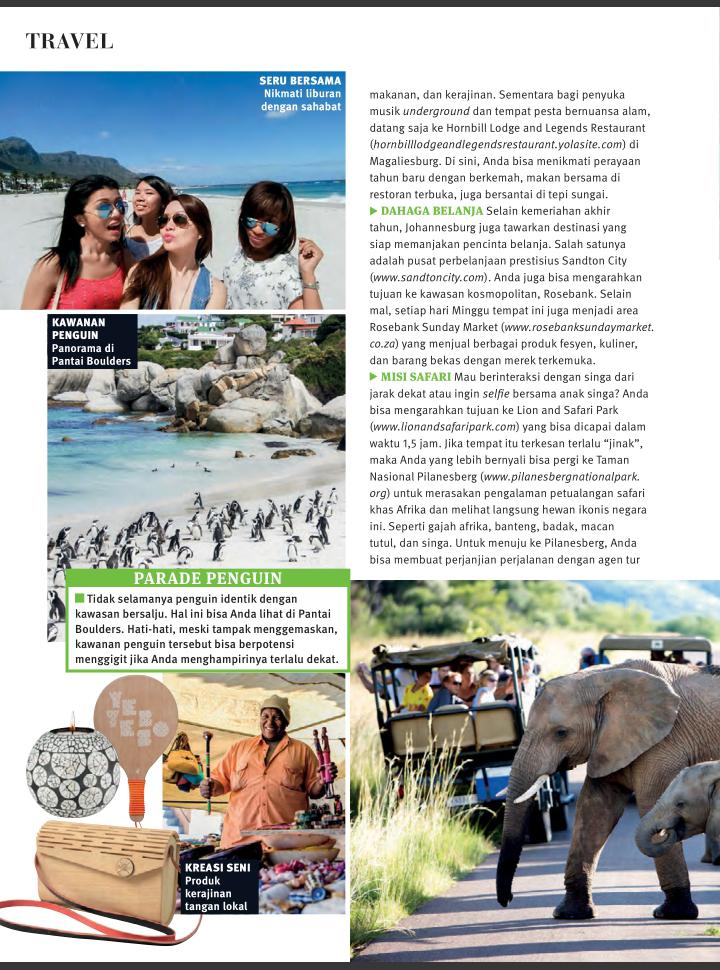 TRAVEL
SERU BERSAMA
Nikmati liburan
dengan sahabat
KAWANAN
PENGUIN
Panorama di
Pantai Boulders
PARADE PENGUIN
Tidak selamanya penguin identik dengan
kawasan bersalju. Hal ini bisa Anda lihat di Pantai
Boulders. Hati-hati, meski tampak menggemaskan,
kawanan penguin tersebut bisa berpotensi
menggigit jika Anda menghampirinya terlalu dekat.
YE
BO
YE
BO
KREASI SENI
Produk
kerajinan
tangan lokal
makanan, dan kerajinan. Sementara bagi penyuka
musik underground dan tempat pesta bernuansa alam,
datang saja ke Hornbill Lodge and Legends Restaurant
(hornbilllodgeandlegendsrestaurant.yolasite.com) di
Magaliesburg. Di sini, Anda bisa menikmati perayaan
tahun baru dengan berkemah, makan bersama di
restoran terbuka, juga bersantai di tepi sungai.
▶ DAHAGA BELANJA Selain kemeriahan akhir
tahun, Johannesburg juga tawarkan destinasi yang
siap memanjakan pencinta belanja. Salah satunya
adalah pusat perbelanjaan prestisius Sandton City
(www.sandtoncity.com). Anda juga bisa mengarahkan
tujuan ke kawasan kosmopolitan, Rosebank. Selain
mal, setiap hari Minggu tempat ini juga menjadi area
Rosebank Sunday Market (www.rosebanksundaymarket.
co.za) yang menjual berbagai produk fesyen, kuliner,
dan barang bekas dengan merek terkemuka.
▶ MISI SAFARI Mau berinteraksi dengan singa dari
jarak dekat atau ingin selfie bersama anak singa? Anda
bisa mengarahkan tujuan ke Lion and Safari Park
(www.lionandsafaripark.com) yang bisa dicapai dalam
waktu 1,5 jam. Jika tempat itu terkesan terlalu “jinak”,
maka Anda yang lebih bernyali bisa pergi ke Taman
Nasional Pilanesberg (www.pilanesbergnationalpark.
org) untuk merasakan pengalaman petualangan safari
khas Afrika dan melihat langsung hewan ikonis negara
ini. Seperti gajah afrika, banteng, badak, macan
tutul, dan singa. Untuk menuju ke Pilanesberg, Anda
bisa membuat perjanjian perjalanan dengan agen tur